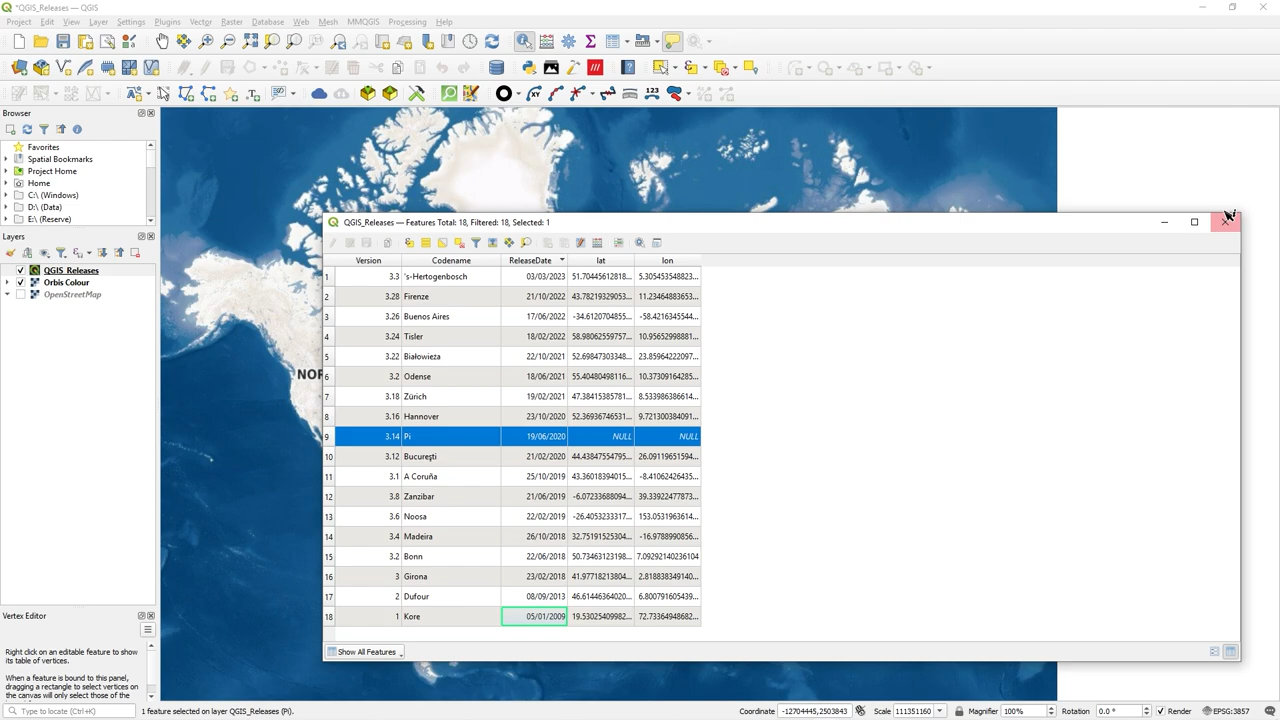 *QGIS_Releases — QGIS
Project Edit View Layer Settings Plugins Vector Raster Database Web Mesh MMQGIS Processing Help
123
Browser
Favorites
Spatial Bookmarks
Project Home
Home
C:\ (Windows)
D:\ (Data)
E:\ (Reserve)
Layers
QGIS_Releases
Orbis Colour
OpenStreetMap
NOR
QGIS_Releases — Features Total: 18, Filtered: 18, Selected: 1
Version Codename ReleaseDate lat lon
1 3.3 's-Hertogenbosch 03/03/2023 51.70445612818... 5.305453548823...
2 3.28 Firenze 21/10/2022 43.78219329053... 11.23464883653...
3 3.26 Buenos Aires 17/06/2022 -34.6120704855... -58.4216345544...
4 3.24 Tisler 18/02/2022 58.98062559757... 10.95652998881...
5 3.22 Białowieza 22/10/2021 52.69847303348... 23.85964222097...
6 3.2 Odense 18/06/2021 55.40480498116... 10.37309164285...
7 3.18 Zürich 19/02/2021 47.38415385781... 8.533986386614...
8 3.16 Hannover 23/10/2020 52.36936746531... 9.721300384091...
9 3.14 Pi 19/06/2020 NULL NULL
10 3.12 Bucureşti 21/02/2020 44.43847554795... 26.09119651594...
11 3.1 A Coruña 25/10/2019 43.36018394015... -8.41062426435...
12 3.8 Zanzibar 21/06/2019 -6.07233688094... 39.33922477873...
13 3.6 Noosa 22/02/2019 -26.4053233317... 153.0531963614...
14 3.4 Madeira 26/10/2018 32.75191525304... -16.9788990856...
15 3.2 Bonn 22/06/2018 50.73463123198... 7.09292140236104
16 3 Girona 23/02/2018 41.97718213804... 2.818838349140...
17 2 Dufour 08/09/2013 46.61446364020... 6.800791605439...
18 1 Kore 05/01/2009 19.53025409982... 72.73364948682...
Show All Features
Vertex Editor
Right click on an editable feature to show
its table of vertices.
When a feature is bound to this panel,
dragging a rectangle to select vertices on
the canvas will only select those of the
Type to locate (Ctrl+K) 1 feature selected on layer QGIS_Releases (Pi). Coordinate -12704445,2503843 Scale 111351160 Magnifier 100% Rotation 0.0 ° Render EPSG:3857